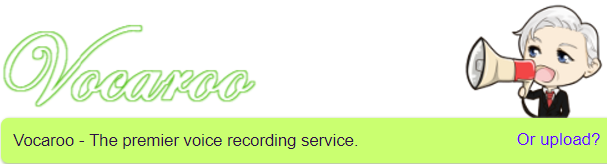 Vocaroo
Vocaroo - The premier voice recording service.
Or upload?